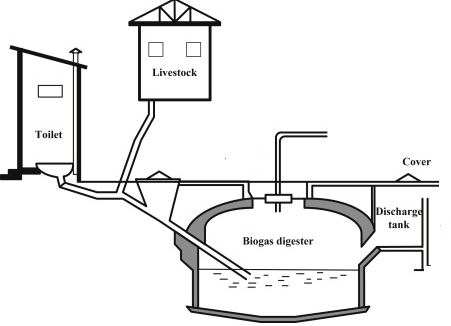 Livestock
Toilet
Cover
Discharge
tank
Biogas digester